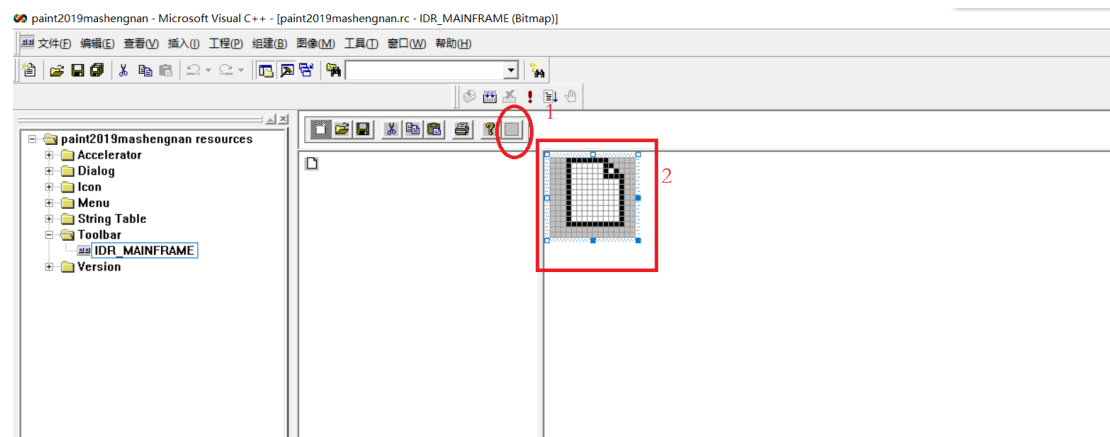 paint2019mashengnan - Microsoft Visual C++ - [paint2019mashengnan.rc - IDR_MAINFRAME (Bitmap)]
文件(F) 编辑(E) 查看(V) 插入(I) 工程(P) 组建(B) 图像(M) 工具(T) 窗口(W) 帮助(H)
1
paint2019mashengnan resources
Accelerator
Dialog
Icon
Menu
String Table
Toolbar
IDR_MAINFRAME
Version
2